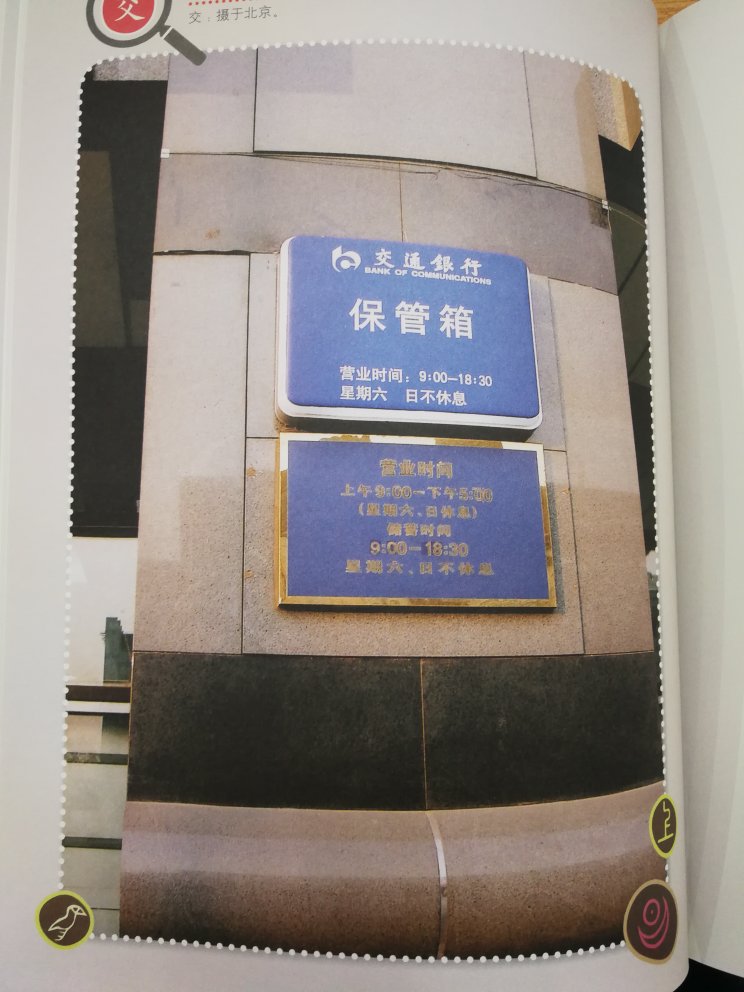 交
交：摄于北京。
交通銀行
BANK OF COMMUNICATIONS
保管箱
营业时间：9:00—18:30
星期六 日不休息
营业时间
上午9:00—下午5:00
(星期六、日休息)
储蓄时间
9:00—18:30
星期六、日不休息